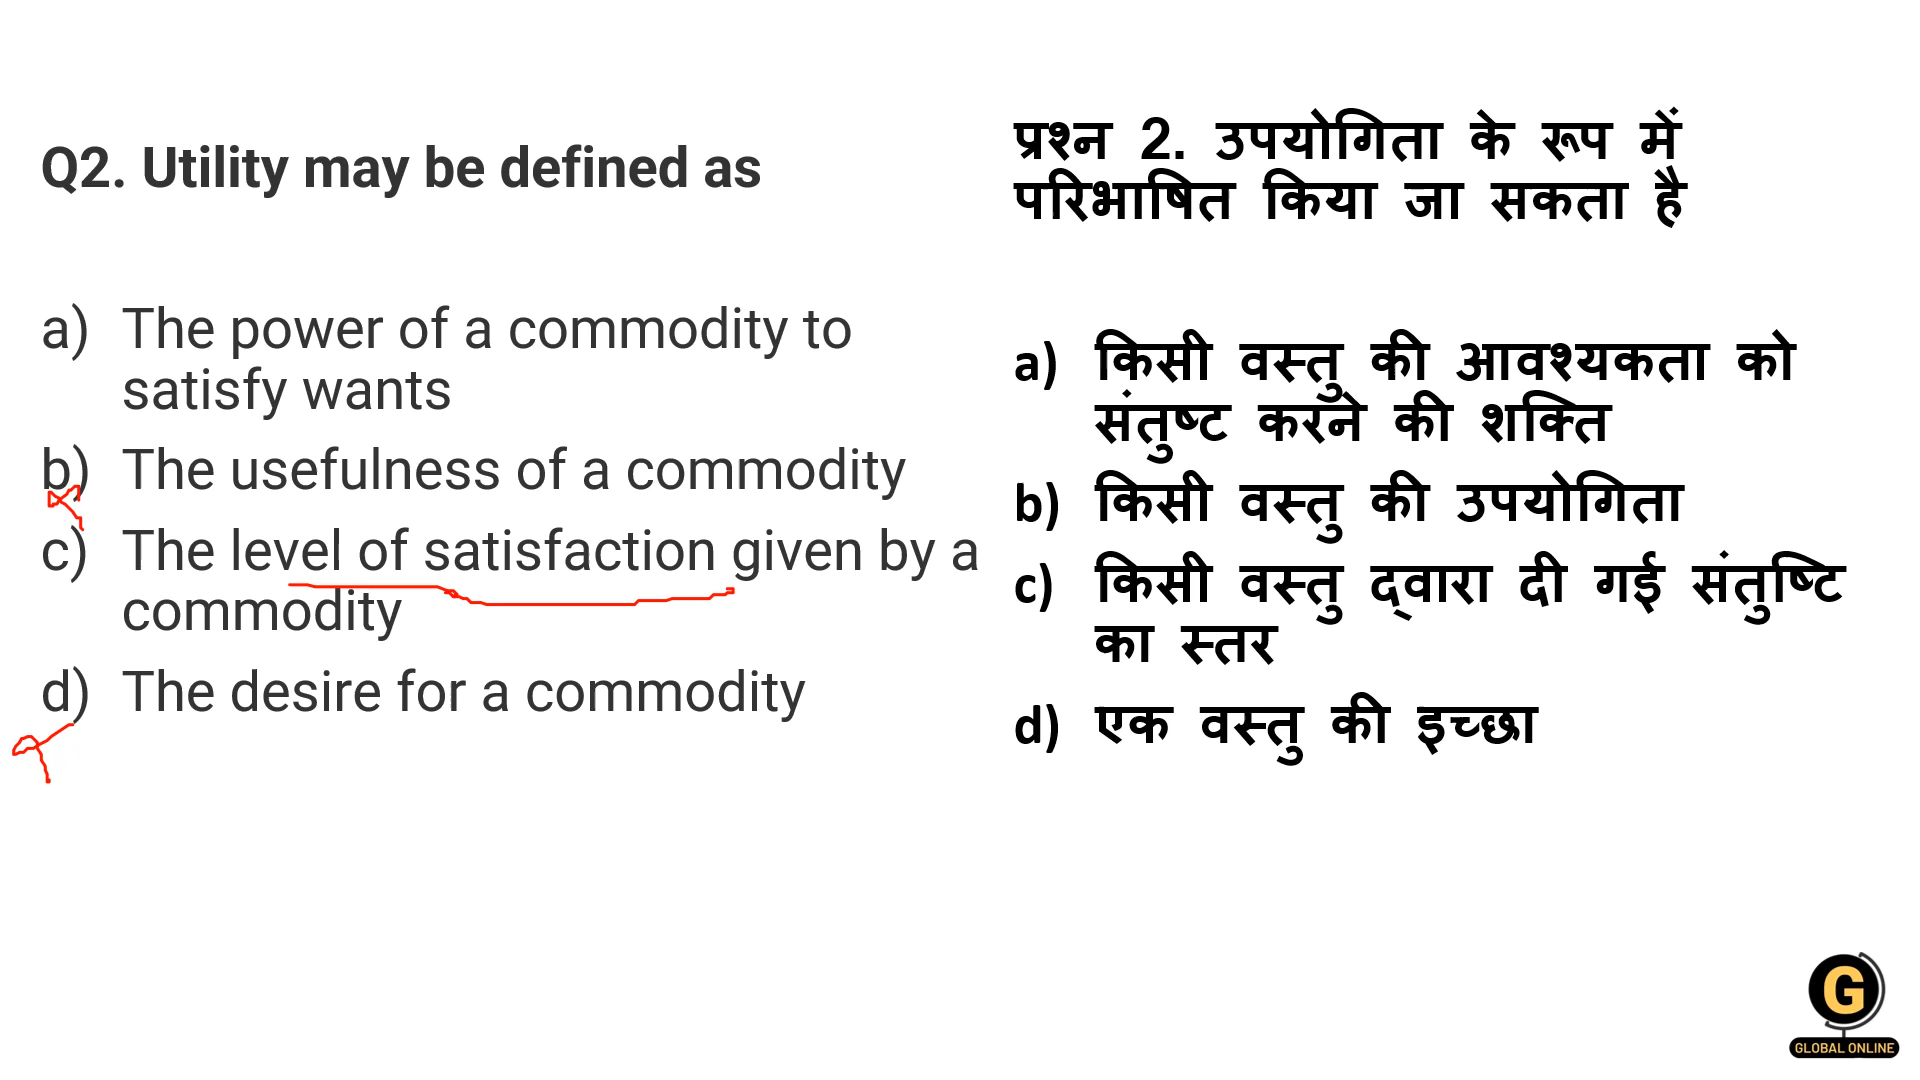 Q2. Utility may be defined as
a) The power of a commodity to
satisfy wants
b) The usefulness of a commodity
c) The level of satisfaction given by a
commodity
d) The desire for a commodity
प्रश्न 2. उपयोगिता के रूप में
परिभाषित किया जा सकता है
a) किसी वस्तु की आवश्यकता को
संतुष्ट करने की शक्ति
b) किसी वस्तु की उपयोगिता
c) किसी वस्तु द्वारा दी गई संतुष्टि
का स्तर
d) एक वस्तु की इच्छा
G
GLOBAL ONLINE